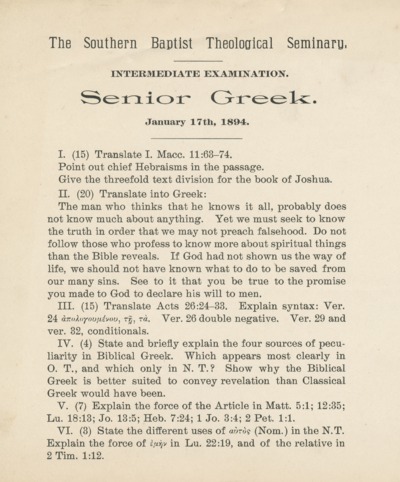 The Southern Baptist Theological Seminary.
INTERMEDIATE EXAMINATION.
Senior Greek.
January 17th, 1894.
I. (15) Translate I. Macc. 11:63–74.
Point out chief Hebraisms in the passage.
Give the threefold text division for the book of Joshua.
II. (20) Translate into Greek:
The man who thinks that he knows it all, probably does
not know much about anything. Yet we must seek to know
the truth in order that we may not preach falsehood. Do not
follow those who profess to know more about spiritual things
than the Bible reveals. If God had not shown us the way of
life, we should not have known what to do to be saved from
our many sins. See to it that you be true to the promise
you made to God to declare his will to men.
III. (15) Translate Acts 26:24–33. Explain syntax: Ver.
24 ἀπολογουμένου, τῇ, τά. Ver. 26 double negative. Ver. 29 and
ver. 32, conditionals.
IV. (4) State and briefly explain the four sources of pecu-
liarity in Biblical Greek. Which appears most clearly in
O. T., and which only in N. T.? Show why the Biblical
Greek is better suited to convey revelation than Classical
Greek would have been.
V. (7) Explain the force of the Article in Matt. 5:1; 12:35;
Lu. 18:13; Jo. 13:5; Heb. 7:24; 1 Jo. 3:4; 2 Pet. 1:1.
VI. (3) State the different uses of αὐτὸς (Nom.) in the N.T.
Explain the force of ἐμὴν in Lu. 22:19, and of the relative in
2 Tim. 1:12.